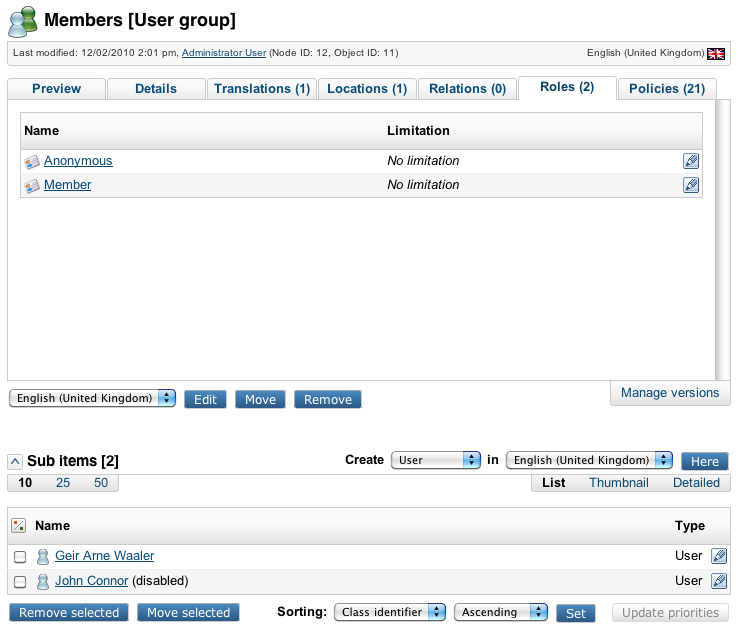 Members [User group]
Last modified: 12/02/2010 2:01 pm, Administrator User (Node ID: 12, Object ID: 11) English (United Kingdom)
Preview Details Translations (1) Locations (1) Relations (0) Roles (2) Policies (21)
Name Limitation
Anonymous No limitation
Member No limitation
English (United Kingdom) Edit Move Remove Manage versions
Sub items [2] Create User in English (United Kingdom) Here
10 25 50 List Thumbnail Detailed
Name Type
Geir Arne Waaler User
John Connor (disabled) User
Remove selected Move selected Sorting: Class identifier Ascending Set Update priorities